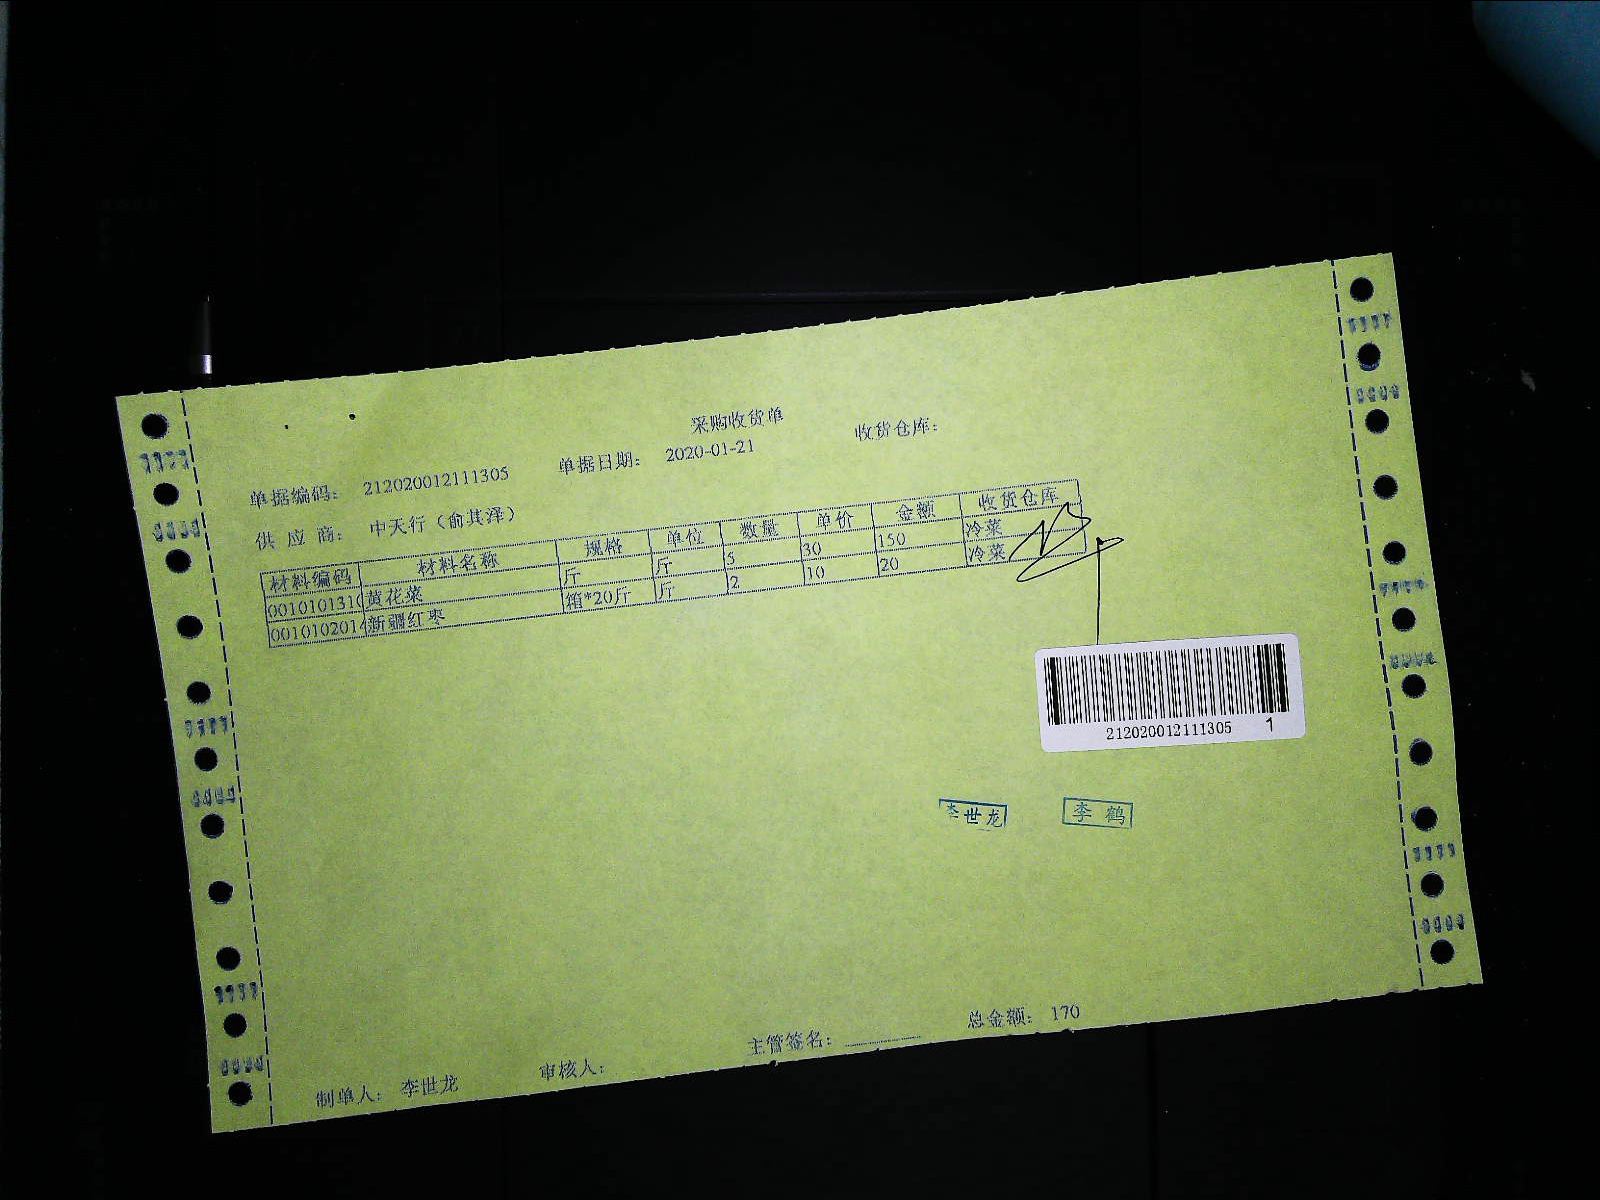 采购收货单
单据编码： 212020012111305 单据日期： 2020-01-21 收货仓库：
供 应 商： 中天行（俞其泽）
材料编码 材料名称 规格 单位 数量 单价 金额 收货仓库
0010101310 黄花菜 斤 斤 5 30 150 冷菜
0010102014 新疆红枣 箱*20斤 斤 2 10 20 冷菜
212020012111305 1
李世龙 李鹤
制单人： 李世龙 审核人： 主管签名： 总金额： 170